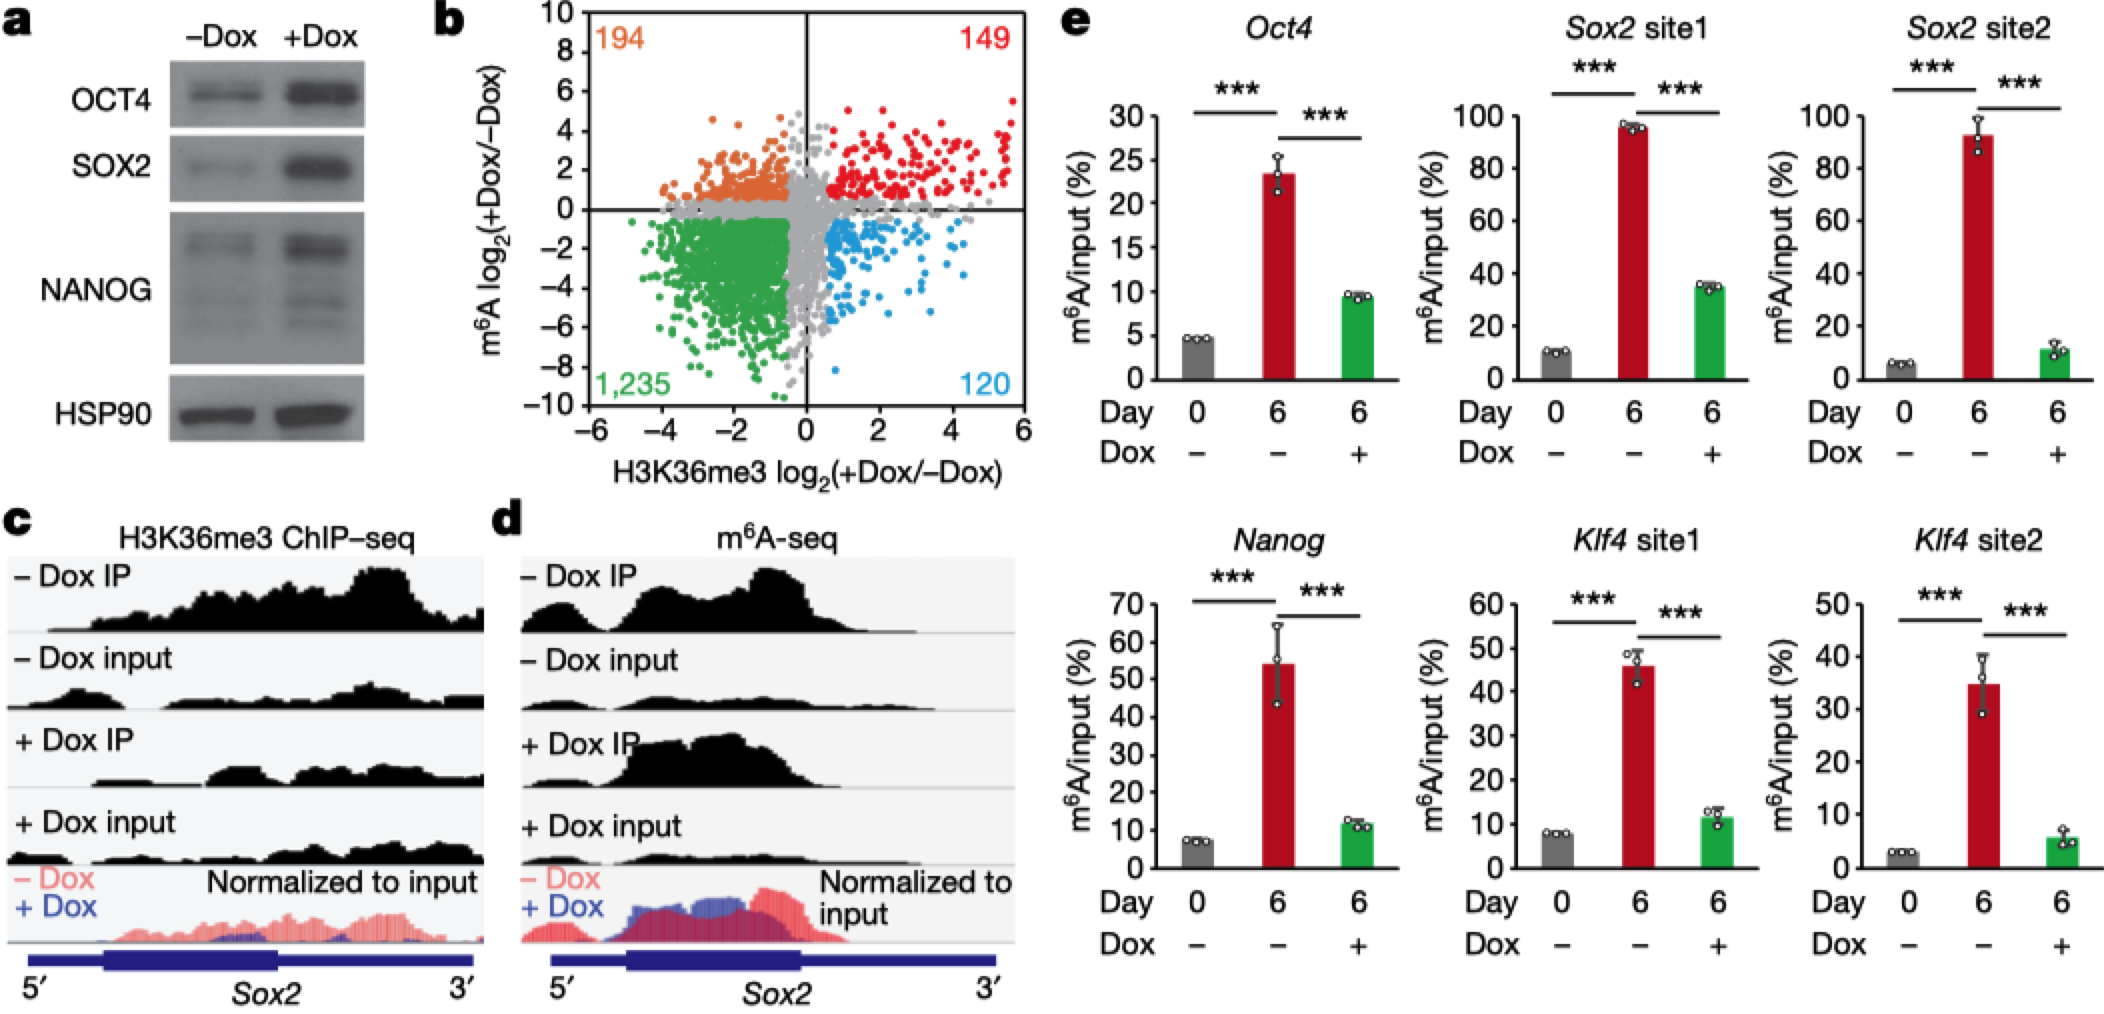 a
–Dox +Dox
OCT4
SOX2
NANOG
HSP90
b
m⁶A log₂(+Dox/–Dox)
10
8
6
4
2
0
–2
–4
–6
–8
–10
194
149
1,235
120
–6 –4 –2 0 2 4 6
H3K36me3 log₂(+Dox/–Dox)
c
H3K36me3 ChIP–seq
– Dox IP
– Dox input
+ Dox IP
+ Dox input
– Dox
+ Dox
Normalized to input
5′ Sox2 3′
d
m⁶A-seq
– Dox IP
– Dox input
+ Dox IP
+ Dox input
– Dox
+ Dox
Normalized to
input
5′ Sox2 3′
e
Oct4
*** ***
m⁶A/input (%)
30
25
20
15
10
5
0
Day 0 6 6
Dox – – +
Sox2 site1
*** ***
m⁶A/input (%)
100
80
60
40
20
0
Day 0 6 6
Dox – – +
Sox2 site2
*** ***
m⁶A/input (%)
100
80
60
40
20
0
Day 0 6 6
Dox – – +
Nanog
*** ***
m⁶A/input (%)
70
60
50
40
30
20
10
0
Day 0 6 6
Dox – – +
Klf4 site1
*** ***
m⁶A/input (%)
60
50
40
30
20
10
0
Day 0 6 6
Dox – – +
Klf4 site2
*** ***
m⁶A/input (%)
50
40
30
20
10
0
Day 0 6 6
Dox – – +